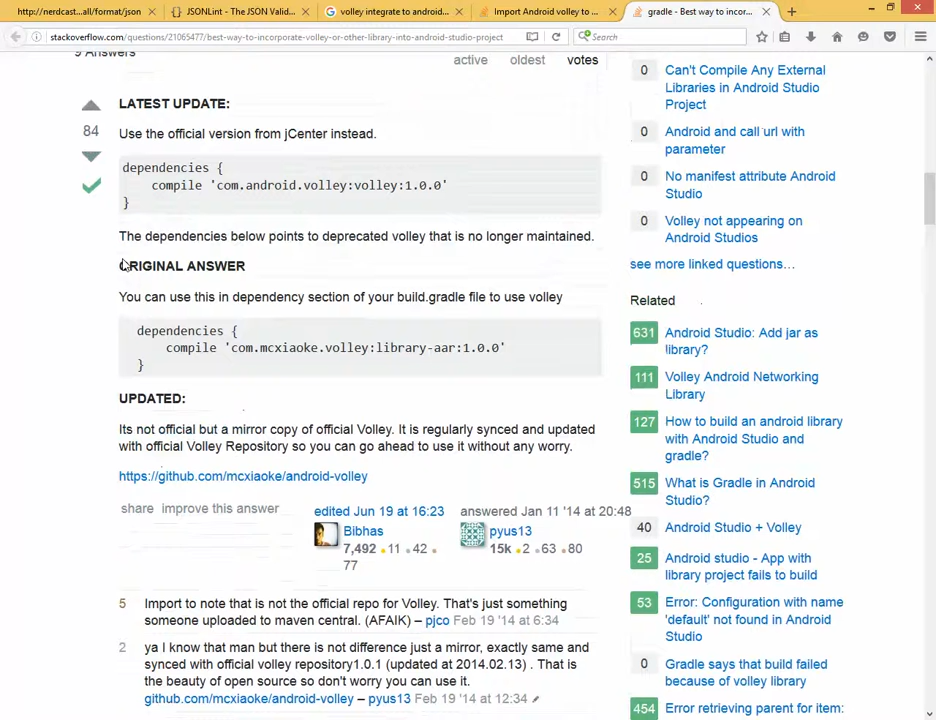 http://nerdcast...all/format/json
{} JSONLint - The JSON Valid...
volley integrate to android...
Import Android volley to ...
gradle - Best way to incor...
stackoverflow.com/questions/21065477/best-way-to-incorporate-volley-or-other-library-into-android-studio-project
Search
9 Answers
active oldest votes
84
LATEST UPDATE:
Use the official version from jCenter instead.
dependencies {
compile 'com.android.volley:volley:1.0.0'
}
The dependencies below points to deprecated volley that is no longer maintained.
ORIGINAL ANSWER
You can use this in dependency section of your build.gradle file to use volley
dependencies {
compile 'com.mcxiaoke.volley:library-aar:1.0.0'
}
UPDATED:
Its not official but a mirror copy of official Volley. It is regularly synced and updated
with official Volley Repository so you can go ahead to use it without any worry.
https://github.com/mcxiaoke/android-volley
share improve this answer
edited Jun 19 at 16:23
Bibhas
7,492 11 42
77
answered Jan 11 '14 at 20:48
pyus13
15k 2 63 80
5 Import to note that is not the official repo for Volley. That's just something
someone uploaded to maven central. (AFAIK) – pjco Feb 19 '14 at 6:34
2 ya I know that man but there is not difference just a mirror, exactly same and
synced with official volley repository1.0.1 (updated at 2014.02.13) . That is
the beauty of open source so don't worry you can use it.
github.com/mcxiaoke/android-volley – pyus13 Feb 19 '14 at 12:34
0 Can't Compile Any External
Libraries in Android Studio
Project
0 Android and call url with
parameter
0 No manifest attribute Android
Studio
0 Volley not appearing on
Android Studios
see more linked questions…
Related
631 Android Studio: Add jar as
library?
111 Volley Android Networking
Library
127 How to build an android library
with Android Studio and
gradle?
515 What is Gradle in Android
Studio?
40 Android Studio + Volley
25 Android studio - App with
library project fails to build
53 Error: Configuration with name
'default' not found in Android
Studio
0 Gradle says that build failed
because of volley library
454 Error retrieving parent for item: